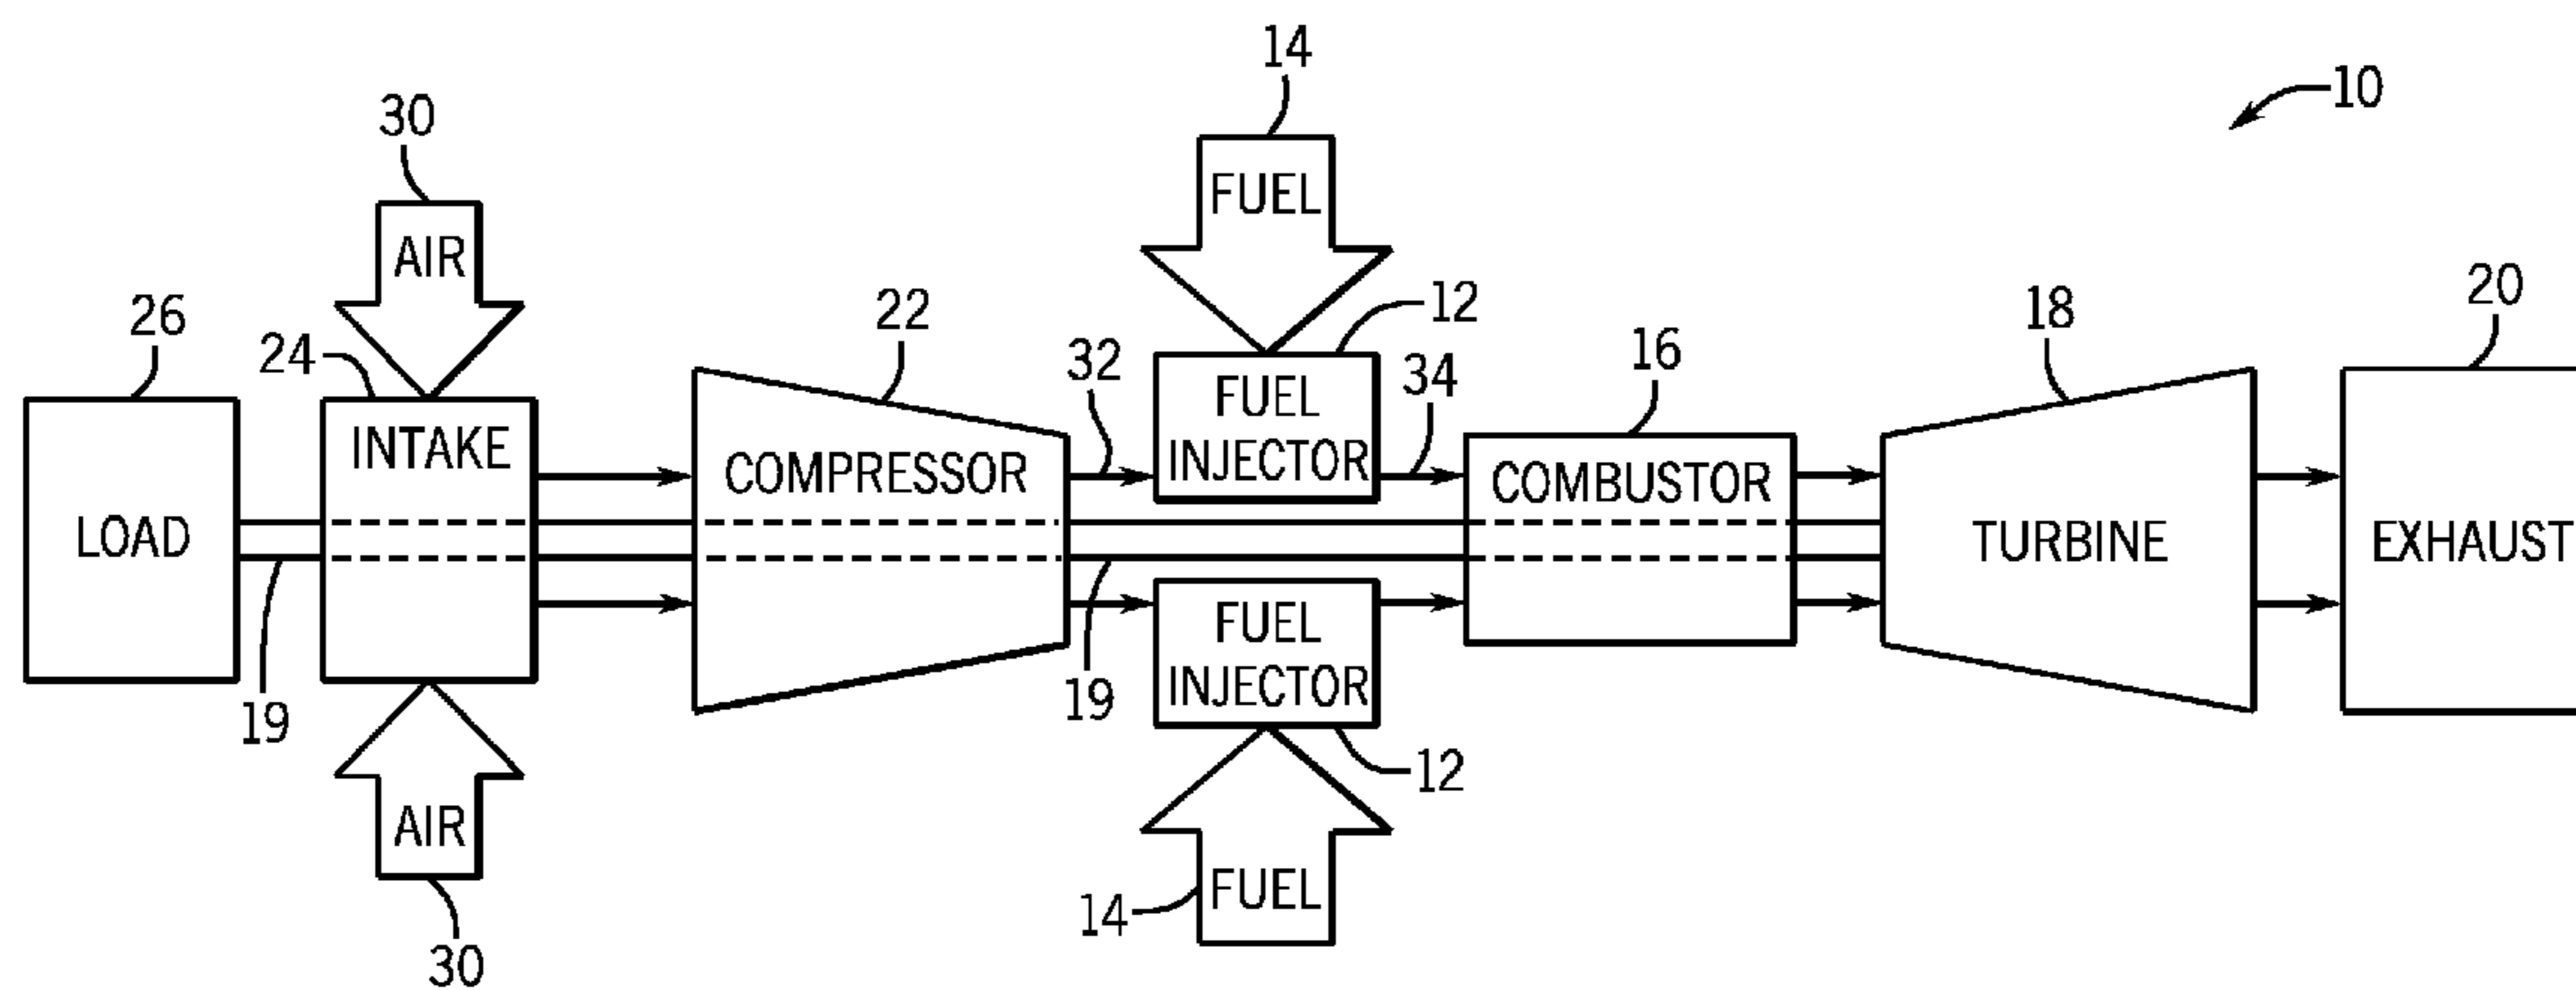 14
10
30
FUEL
AIR
26
24
22
32
12
34
16
18
20
FUEL
INJECTOR
INTAKE
COMPRESSOR
COMBUSTOR
LOAD
TURBINE
EXHAUST
FUEL
INJECTOR
19
19
12
AIR
14
FUEL
30